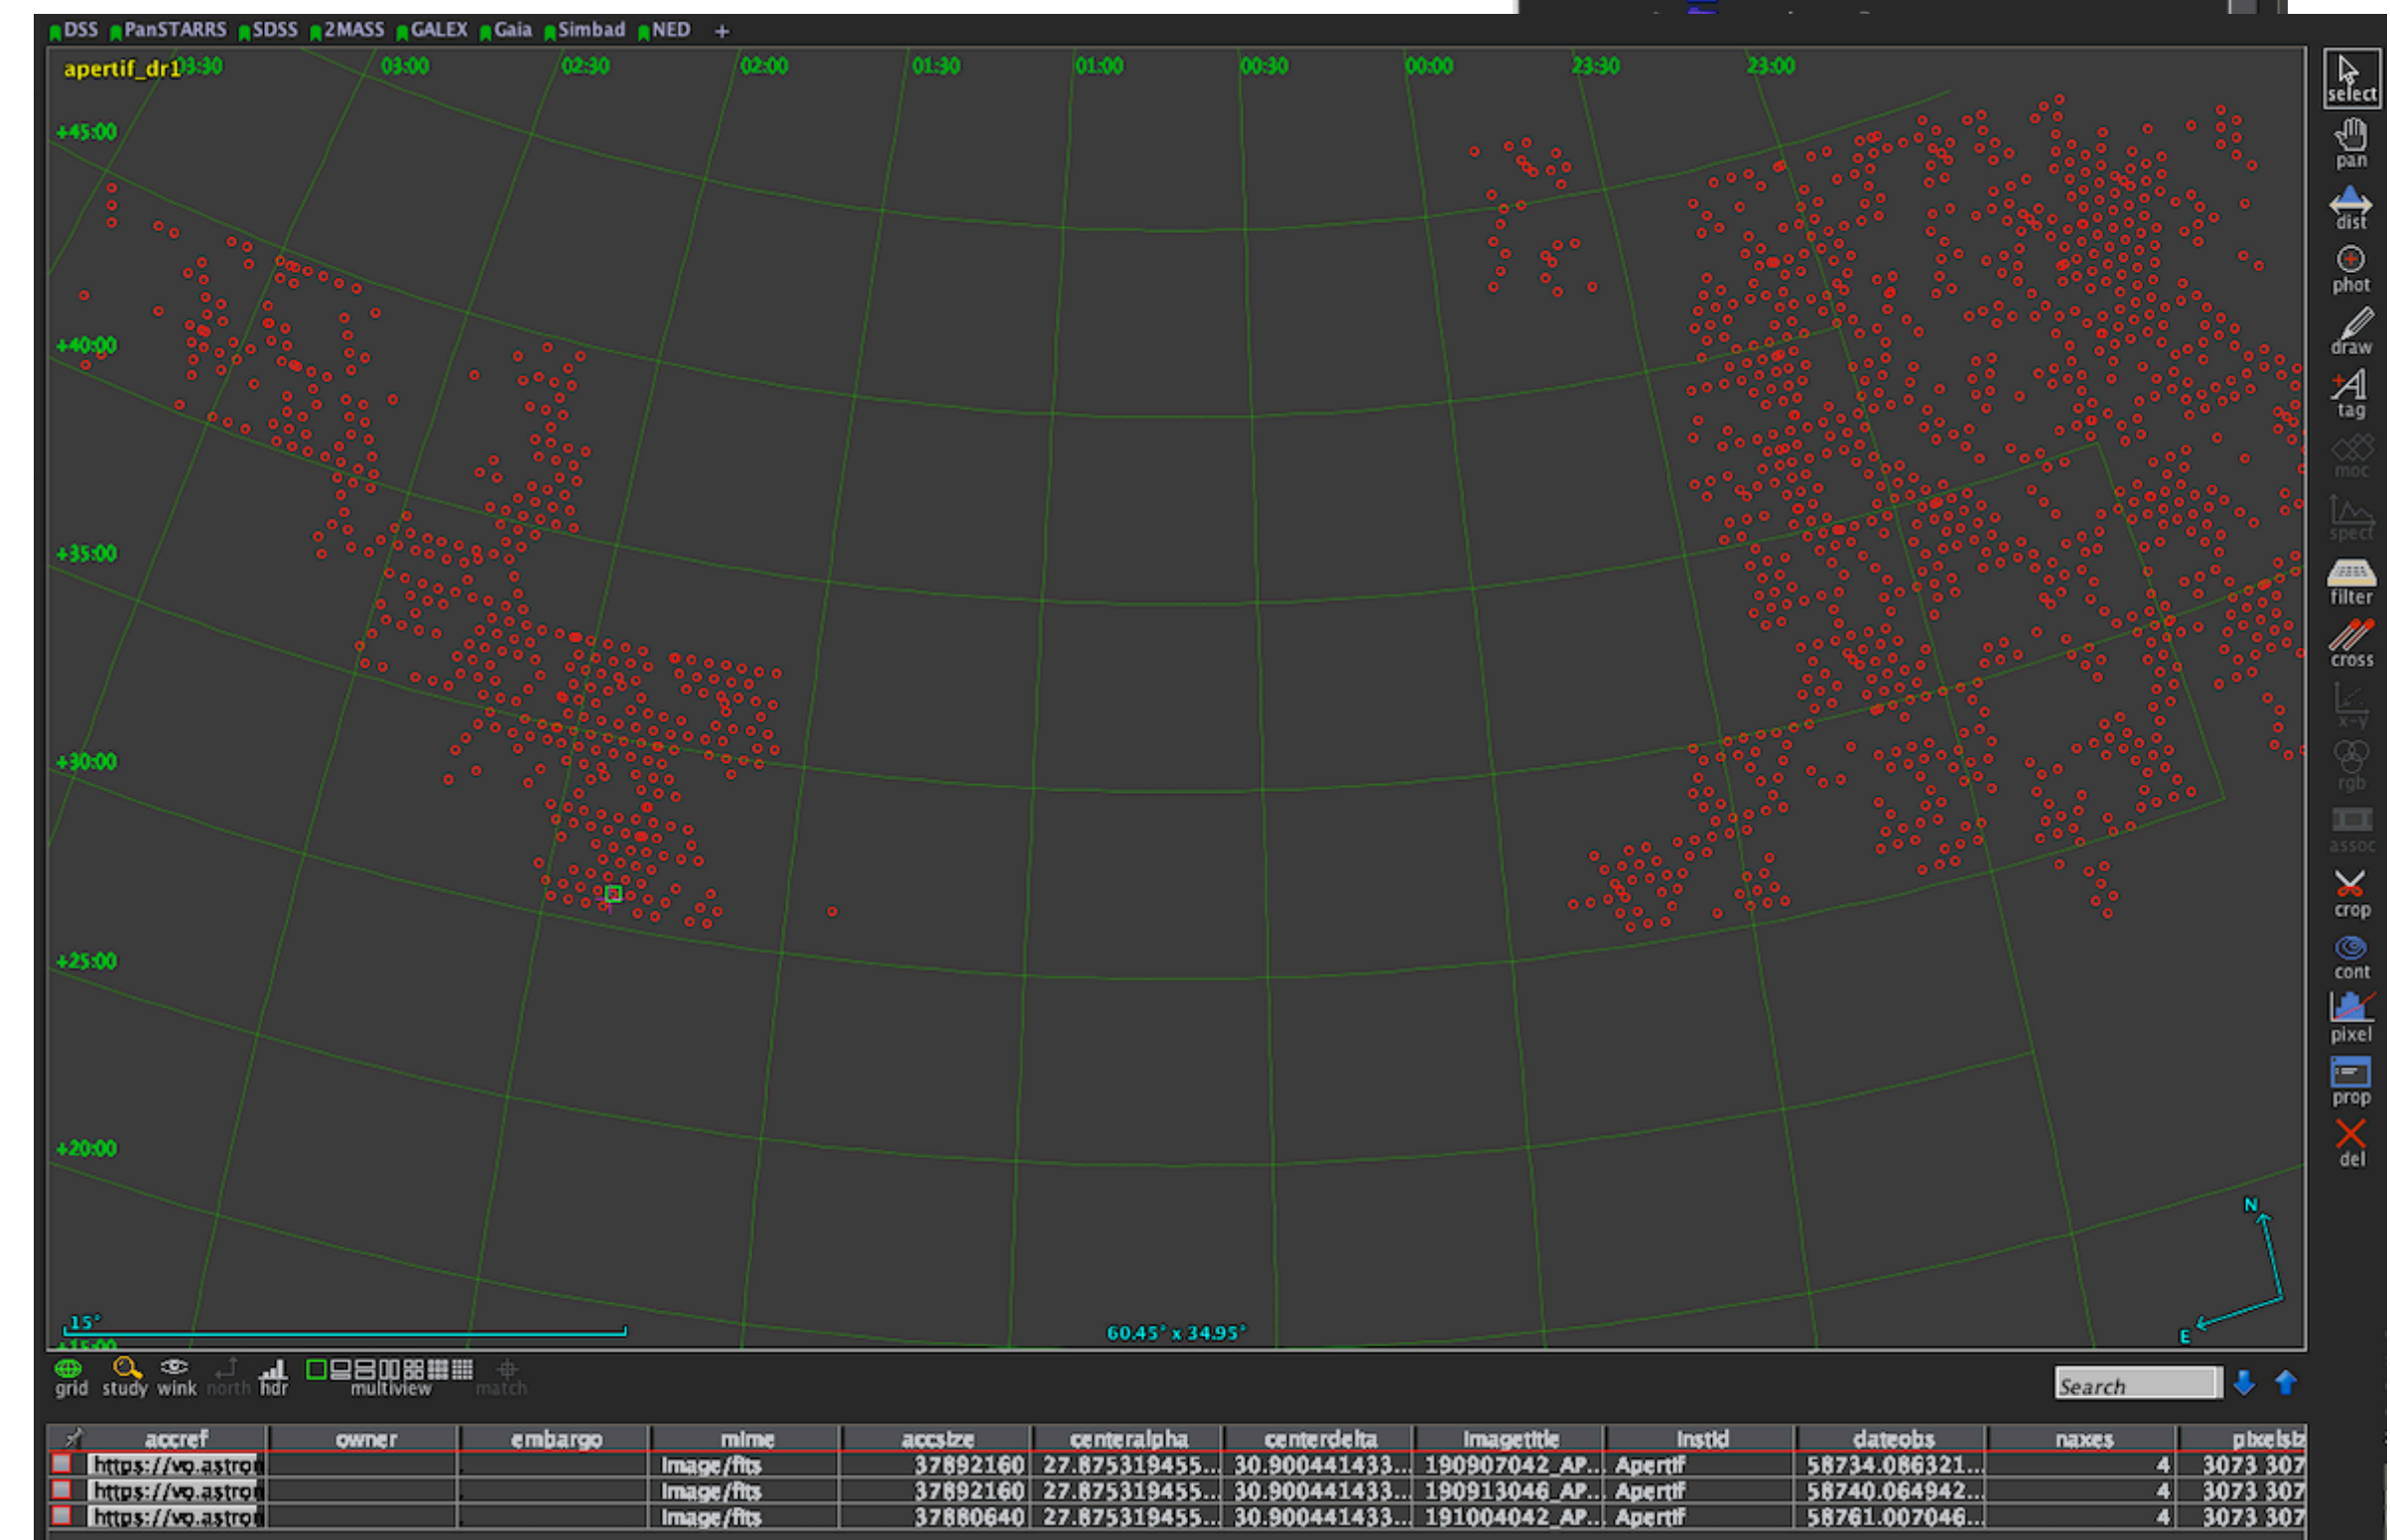 DSS PanSTARRS SDSS 2MASS GALEX Gaia Simbad NED +
apertif_dr1 03:30 03:00 02:30 02:00 01:30 01:00 00:30 00:00 23:30 23:00
select
+45:00
pan
dist
phot
+40:00
draw
tag
moc
+35:00
spect
filter
cross
x-y
+30:00
rgb
assoc
crop
+25:00
cont
pixel
prop
+20:00
del
N
15° 60.45° x 34.95° E
+15:00
grid study wink north hdr multiview match Search
accref owner embargo mime accsize centeralpha centerdelta imagetitle instid dateobs naxes pixelsiz
https://vo.astron image/fits 37892160 27.875319455... 30.900441433... 190907042_AP... Apertif 58734.086321... 4 3073 307
https://vo.astron image/fits 37892160 27.875319455... 30.900441433... 190913046_AP... Apertif 58740.064942... 4 3073 307
https://vo.astron image/fits 37880640 27.875319455... 30.900441433... 191004042_AP... Apertif 58761.007046... 4 3073 307